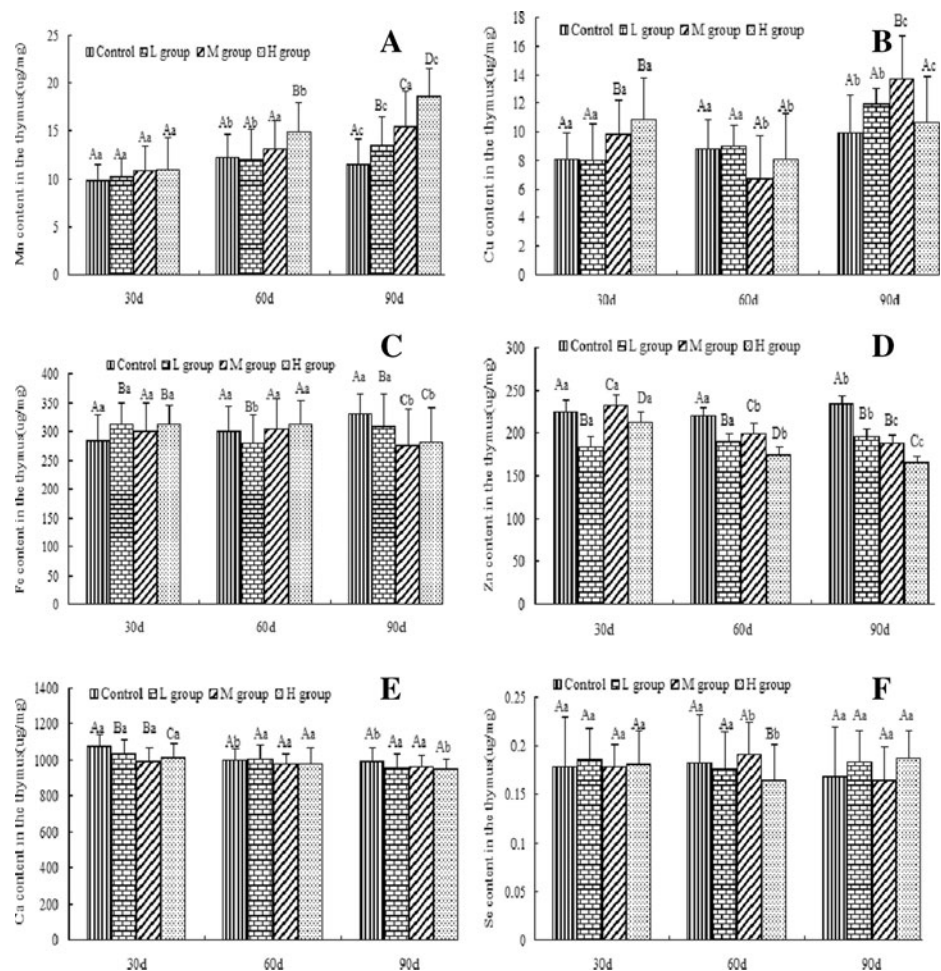 A
Control L group M group H group
Mn content in the thymus(ug/mg)
25
20
15
10
5
0
Aa Aa Aa Aa
Ab Ab Aa Bb
Ac Bc Ca Dc
30d 60d 90d
B
Control L group M group H group
Cu content in the thymus(ug/mg)
18
16
14
12
10
8
6
4
2
0
Aa Aa Ba Ba
Aa Aa Ab Ab
Ab Ab Bc Ac
30d 60d 90d
C
Control L group M group H group
Fe content in the thymus(ug/mg)
400
350
300
250
200
150
100
50
0
Aa Ba Aa Ba
Aa Bb Aa Aa
Ba Ba Cb Cb
30d 60d 90d
D
Control L group M group H group
Zn content in the thymus(ug/mg)
300
250
200
150
100
50
0
Aa Ba Ca Da
Aa Ba Cb Db
Ab Bb Bc Cc
30d 60d 90d
E
Control L group M group H group
Ca content in the thymus(ug/mg)
1400
1200
1000
800
600
400
200
0
Aa Ba Ba Ca
Ab Aa Aa Aa
Ab Aa Aa Ab
30d 60d 90d
F
Control L group M group H group
Se content in the thymus(ug/mg)
0.25
0.2
0.15
0.1
0.05
0
Aa Aa Aa Aa
Aa Aa Ab Bb
Aa Aa Aa Aa
30d 60d 90d